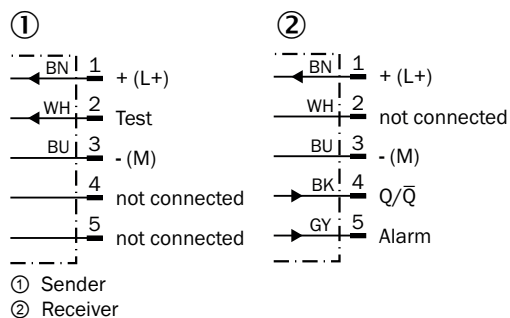 ① ②
BN 1 + (L+)
WH 2 Test
BU 3 - (M)
4 not connected
5 not connected
BN 1 + (L+)
WH 2 not connected
BU 3 - (M)
BK 4 Q/Q̅
GY 5 Alarm
① Sender
② Receiver